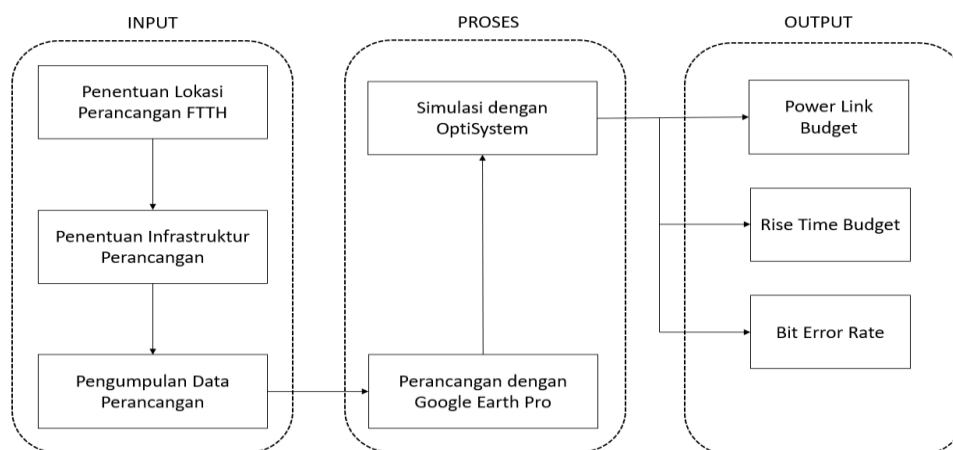 INPUT
Penentuan Lokasi
Perancangan FTTH
Penentuan Infrastruktur
Perancangan
Pengumpulan Data
Perancangan
PROSES
Simulasi dengan
OptiSystem
Perancangan dengan
Google Earth Pro
OUTPUT
Power Link
Budget
Rise Time Budget
Bit Error Rate